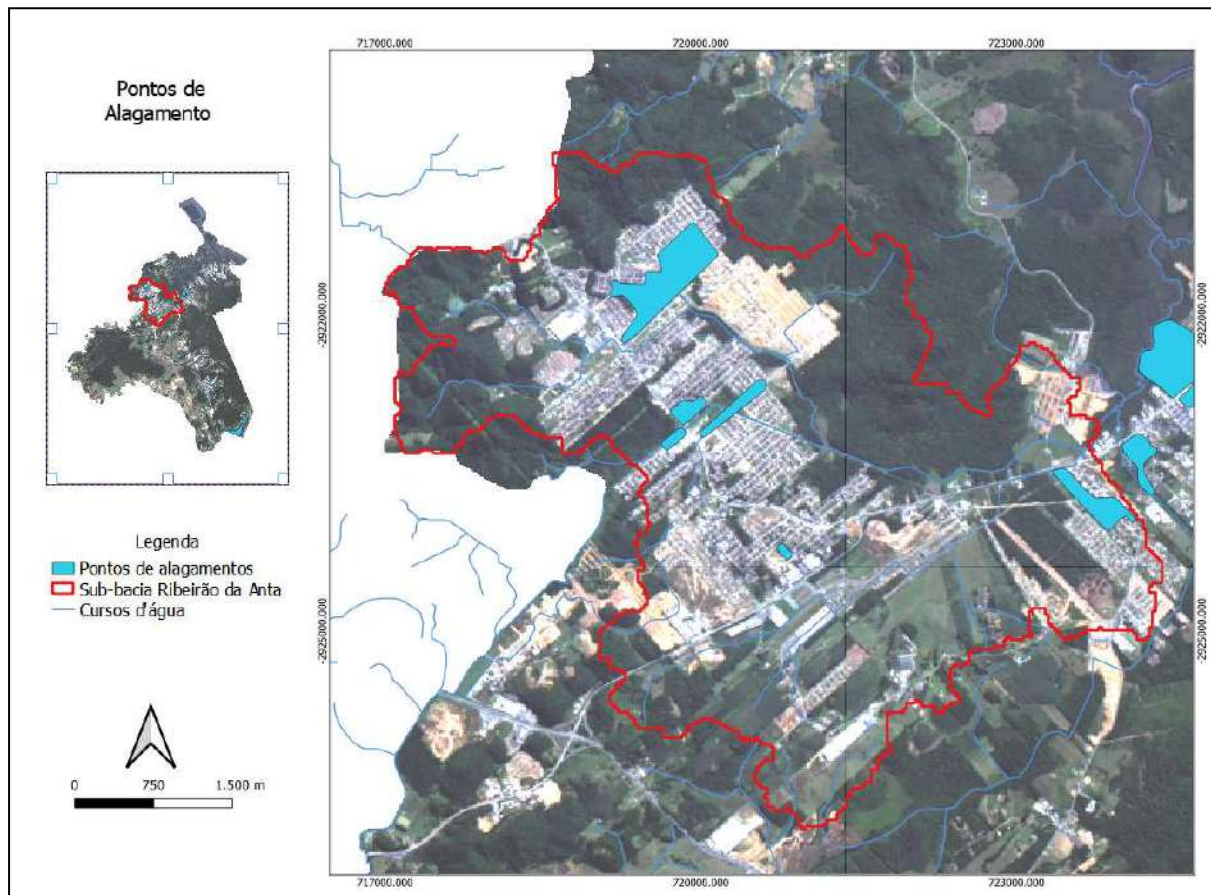 717000.000 720000.000 723000.000
Pontos de
Alagamento
-2922000.000 -2922000.000
Legenda
Pontos de alagamentos
Sub-bacia Ribeirão da Anta
Cursos d'água
-2925000.000 -2925000.000
0 750 1.500 m
717000.000 720000.000 723000.000